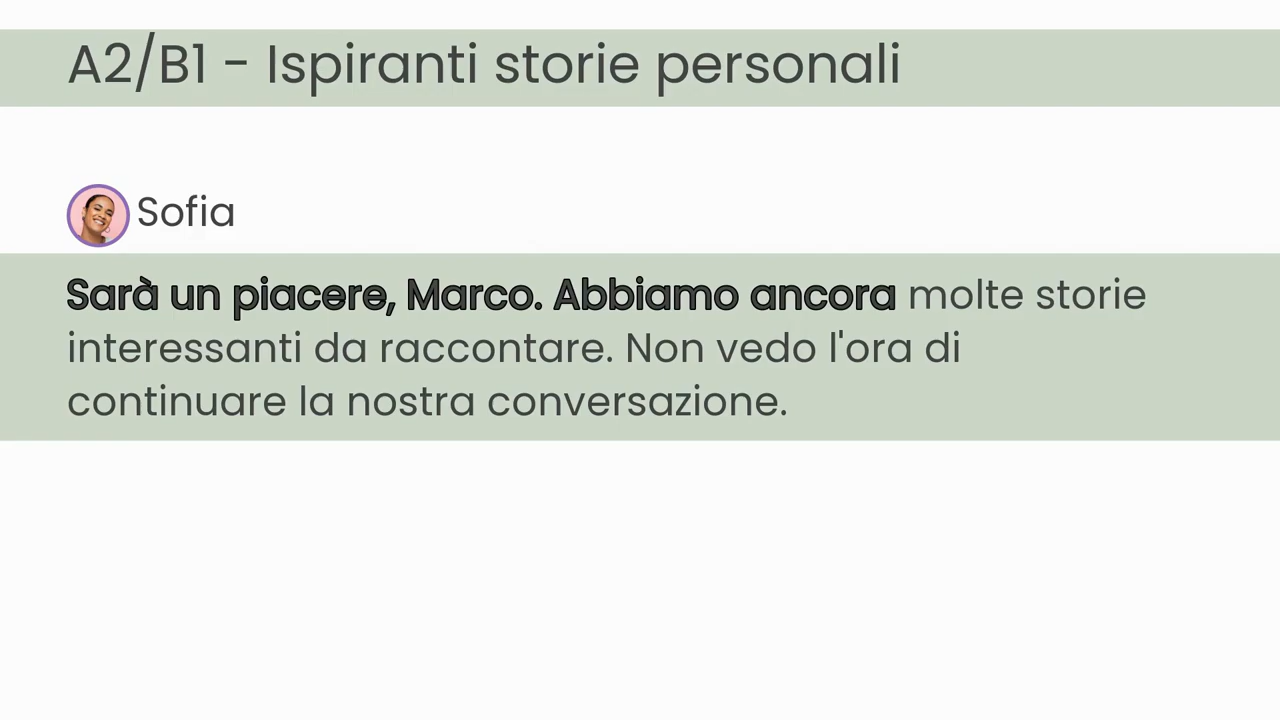 A2/B1 - Ispiranti storie personali
Sofia
Sarà un piacere, Marco. Abbiamo ancora molte storie
interessanti da raccontare. Non vedo l'ora di
continuare la nostra conversazione.